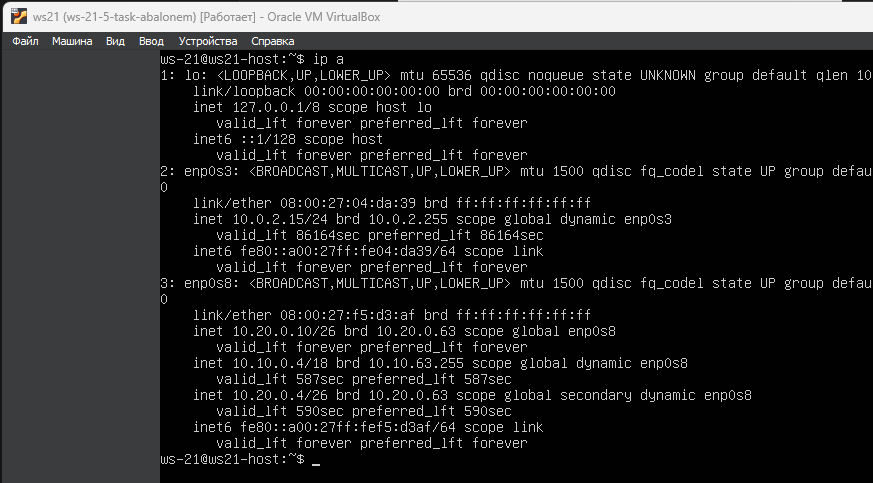 ws21 (ws-21-5-task-abalonem) [Работает] - Oracle VM VirtualBox
Файл Машина Вид Ввод Устройства Справка
ws-21@ws21-host:~$ ip a
1: lo: <LOOPBACK,UP,LOWER_UP> mtu 65536 qdisc noqueue state UNKNOWN group default qlen 10
link/loopback 00:00:00:00:00:00 brd 00:00:00:00:00:00
inet 127.0.0.1/8 scope host lo
valid_lft forever preferred_lft forever
inet6 ::1/128 scope host
valid_lft forever preferred_lft forever
2: enp0s3: <BROADCAST,MULTICAST,UP,LOWER_UP> mtu 1500 qdisc fq_codel state UP group defau
0
link/ether 08:00:27:04:da:39 brd ff:ff:ff:ff:ff:ff
inet 10.0.2.15/24 brd 10.0.2.255 scope global dynamic enp0s3
valid_lft 86164sec preferred_lft 86164sec
inet6 fe80::a00:27ff:fe04:da39/64 scope link
valid_lft forever preferred_lft forever
3: enp0s8: <BROADCAST,MULTICAST,UP,LOWER_UP> mtu 1500 qdisc fq_codel state UP group defau
0
link/ether 08:00:27:f5:d3:af brd ff:ff:ff:ff:ff:ff
inet 10.20.0.10/26 brd 10.20.0.63 scope global enp0s8
valid_lft forever preferred_lft forever
inet 10.10.0.4/18 brd 10.10.63.255 scope global dynamic enp0s8
valid_lft 587sec preferred_lft 587sec
inet 10.20.0.4/26 brd 10.20.0.63 scope global secondary dynamic enp0s8
valid_lft 590sec preferred_lft 590sec
inet6 fe80::a00:27ff:fef5:d3af/64 scope link
valid_lft forever preferred_lft forever
ws-21@ws21-host:~$ _